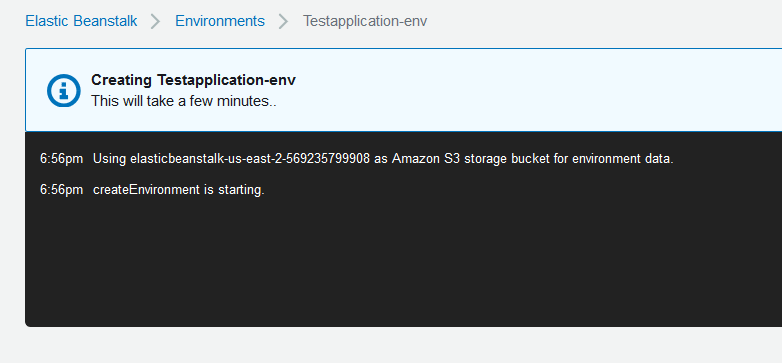 Elastic Beanstalk > Environments > Testapplication-env
Creating Testapplication-env
This will take a few minutes..
6:56pm Using elasticbeanstalk-us-east-2-569235799908 as Amazon S3 storage bucket for environment data.
6:56pm createEnvironment is starting.